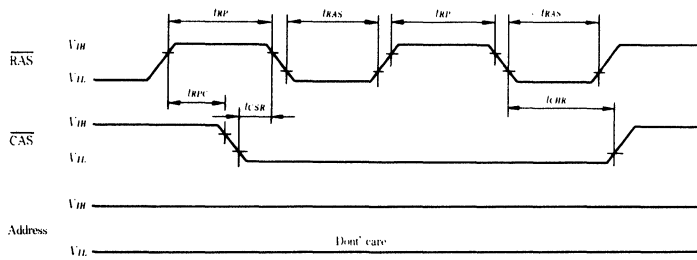 tRP tRAS tRP tRAS
VIH
RAS
VIL
tRPC tCSR tCHR
VIH
CAS
VIL
VIH
Address
Dont' care
VIL